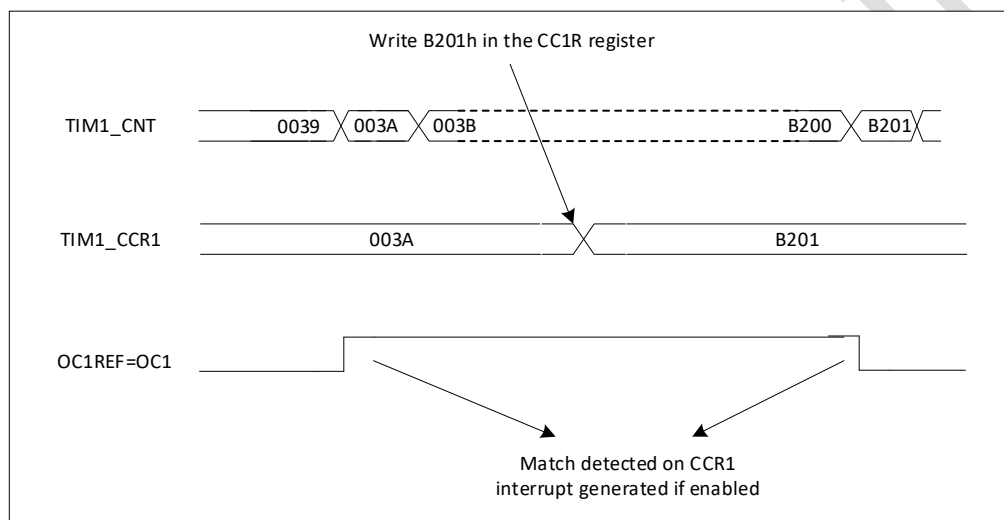 Write B201h in the CC1R register
TIM1_CNT 0039 003A 003B B200 B201
TIM1_CCR1 003A B201
OC1REF=OC1
Match detected on CCR1
interrupt generated if enabled